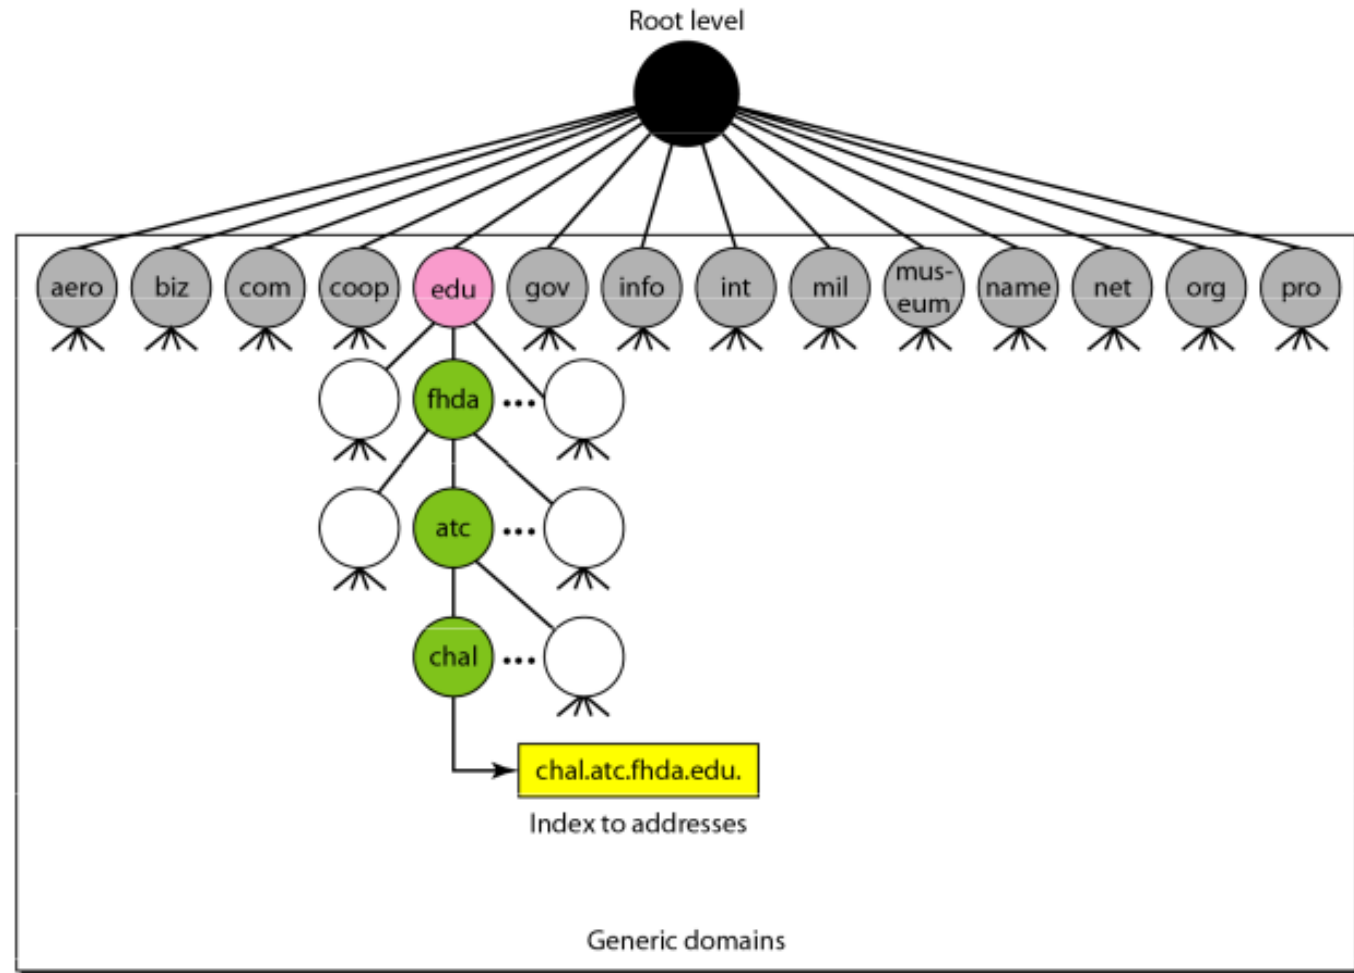 Root level
aero biz com coop edu gov info int mil mus-
eum name net org pro
fhda ...
atc ...
chal ...
chal.atc.fhda.edu.
Index to addresses
Generic domains